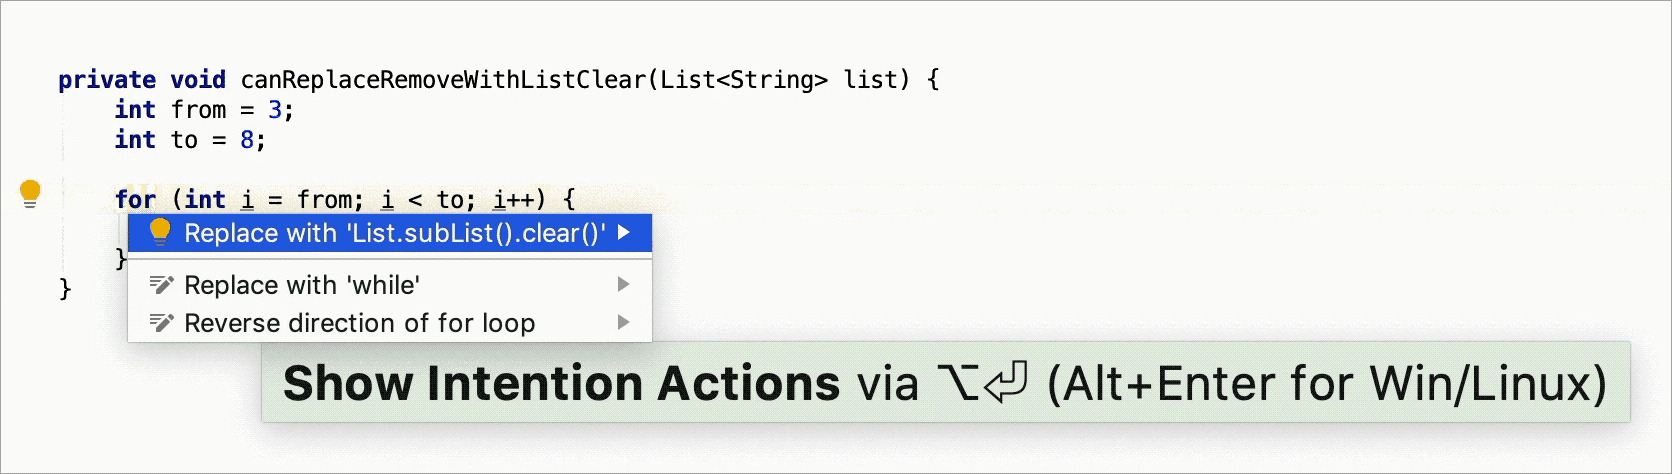 private void canReplaceRemoveWithListClear(List<String> list) {
int from = 3;
int to = 8;
for (int i = from; i < to; i++) {
Replace with 'List.subList().clear()'
}
Replace with 'while'
}
Reverse direction of for loop
Show Intention Actions via ⌥⏎ (Alt+Enter for Win/Linux)